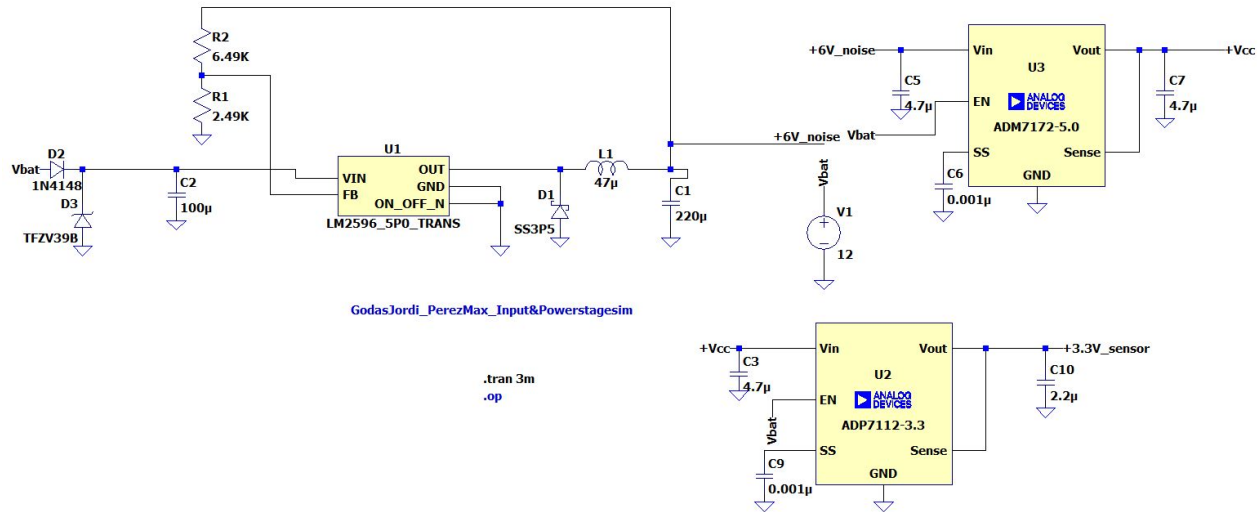 R2
6.49K
R1
2.49K
Vbat
D2
1N4148
D3
TFZV39B
C2
100µ
U1
VIN
FB
OUT
GND
ON_OFF_N
LM2596_5P0_TRANS
D1
SS3P5
L1
47µ
C1
220µ
+6V_noise
Vbat
V1
12
+6V_noise
C5
4.7µ
Vbat
C6
0.001µ
Vin
Vout
U3
EN
ANALOG
DEVICES
ADM7172-5.0
SS
Sense
GND
C7
4.7µ
+Vcc
GodasJordi_PerezMax_Input&Powerstagesim
.tran 3m
.op
+Vcc
C3
4.7µ
Vbat
C9
0.001µ
Vin
Vout
U2
EN
ANALOG
DEVICES
ADP7112-3.3
SS
Sense
GND
+3.3V_sensor
C10
2.2µ